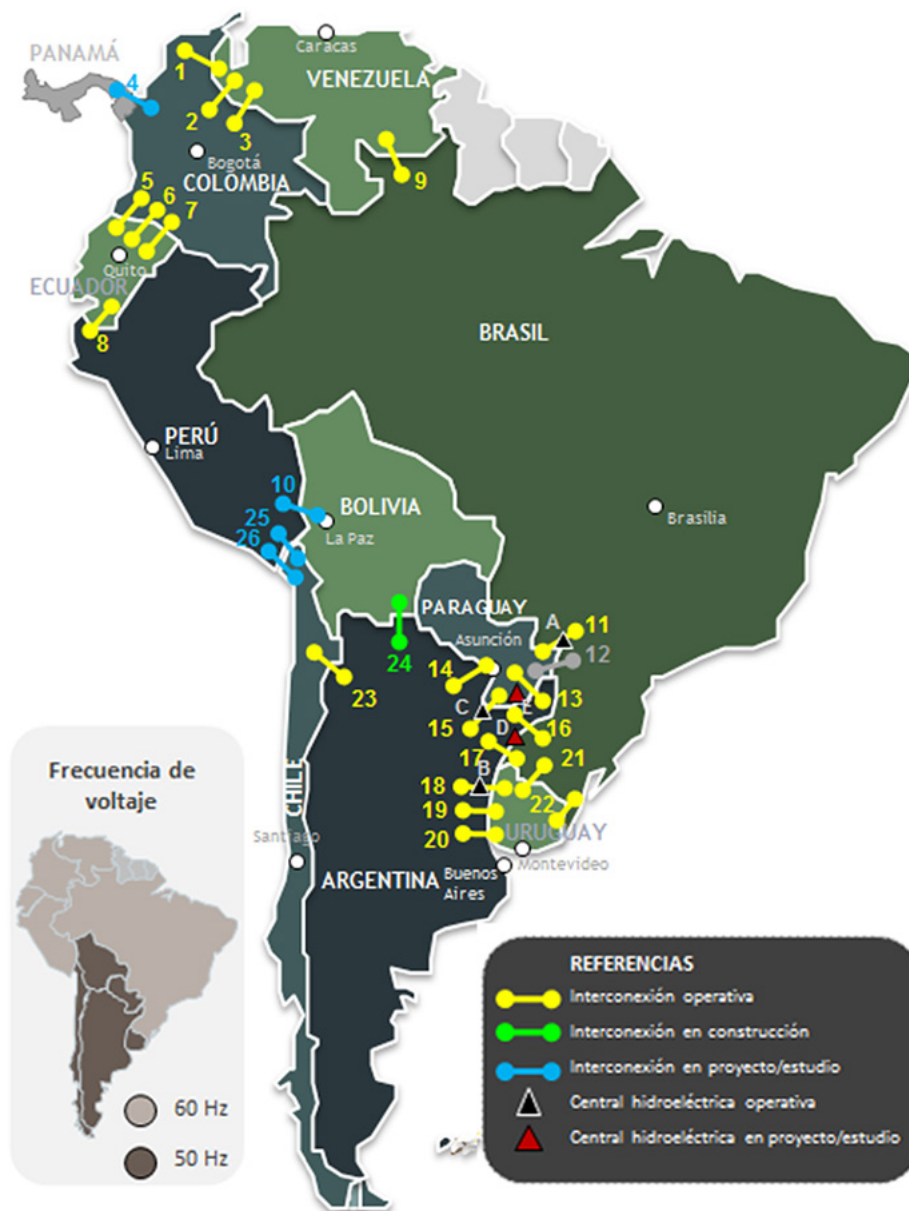 Caracas
PANAMÁ
VENEZUELA
1
4
2
3
Bogotá
COLOMBIA
9
5
6
7
Quito
ECUADOR
8
BRASIL
PERÚ
Lima
10
BOLIVIA
25
La Paz
26
Brasilia
PARAGUAY
A
11
Asunción
12
24
14
23
C
E
13
15
D
16
17
21
B
18
22
19
20
URUGUAY
CHILE
Santiago
Montevideo
ARGENTINA
Buenos
Aires
Frecuencia de
voltaje
60 Hz
50 Hz
REFERENCIAS
Interconexión operativa
Interconexión en construcción
Interconexión en proyecto/estudio
Central hidroeléctrica operativa
Central hidroeléctrica en proyecto/estudio